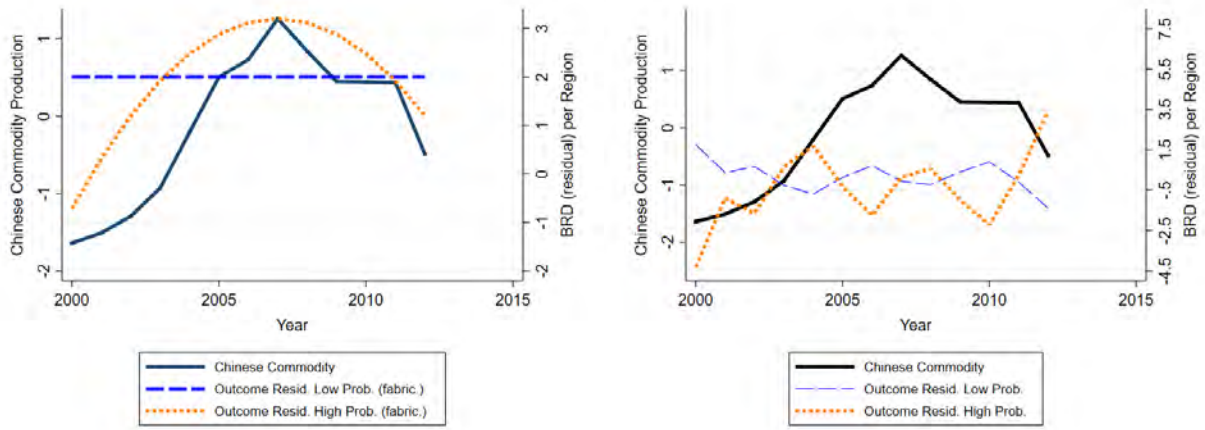 Chinese Commodity Production
1
0
-1
-2
3
2
1
0
-1
-2
BRD (residual) per Region
2000
2005
2010
2015
Year
Chinese Commodity
Outcome Resid. Low Prob. (fabric.)
Outcome Resid. High Prob. (fabric.)
Chinese Commodity Production
1
0
-1
-2
7.5
5.5
3.5
1.5
-.5
-2.5
-4.5
BRD (residual) per Region
2000
2005
2010
2015
Year
Chinese Commodity
Outcome Resid. Low Prob.
Outcome Resid. High Prob.